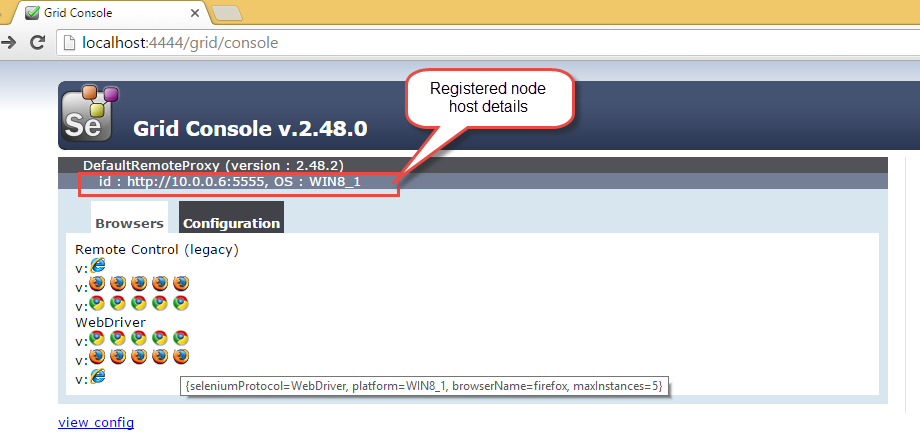 Grid Console
localhost:4444/grid/console
Registered node
host details
Se
Grid Console v.2.48.0
DefaultRemoteProxy (version : 2.48.2)
id : http://10.0.0.6:5555, OS : WIN8_1
Browsers
Configuration
Remote Control (legacy)
v:
v:
v:
WebDriver
v:
v:
v:
{seleniumProtocol=WebDriver, platform=WIN8_1, browserName=firefox, maxInstances=5}
view config